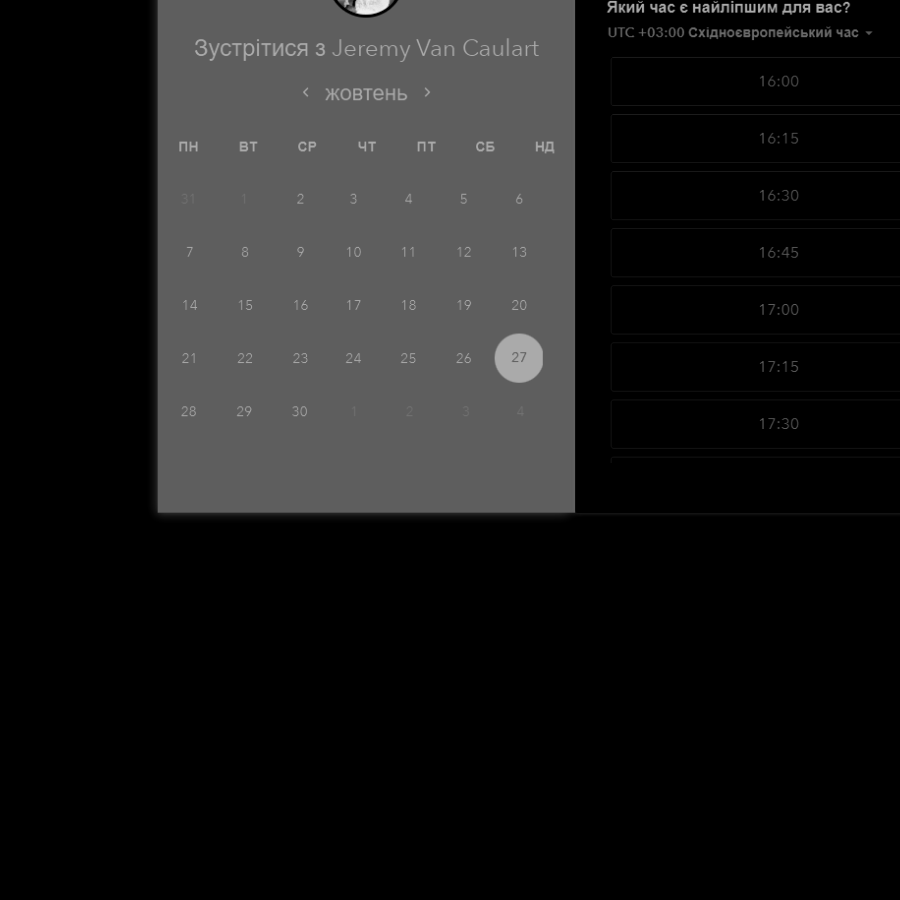 Зустрітися з Jeremy Van Caulart
‹ жовтень ›
ПН ВТ СР ЧТ ПТ СБ НД
31 1 2 3 4 5 6
7 8 9 10 11 12 13
14 15 16 17 18 19 20
21 22 23 24 25 26 27
28 29 30 1 2 3 4
Який час є найліпшим для вас?
UTC +03:00 Східноєвропейський час
16:00
16:15
16:30
16:45
17:00
17:15
17:30